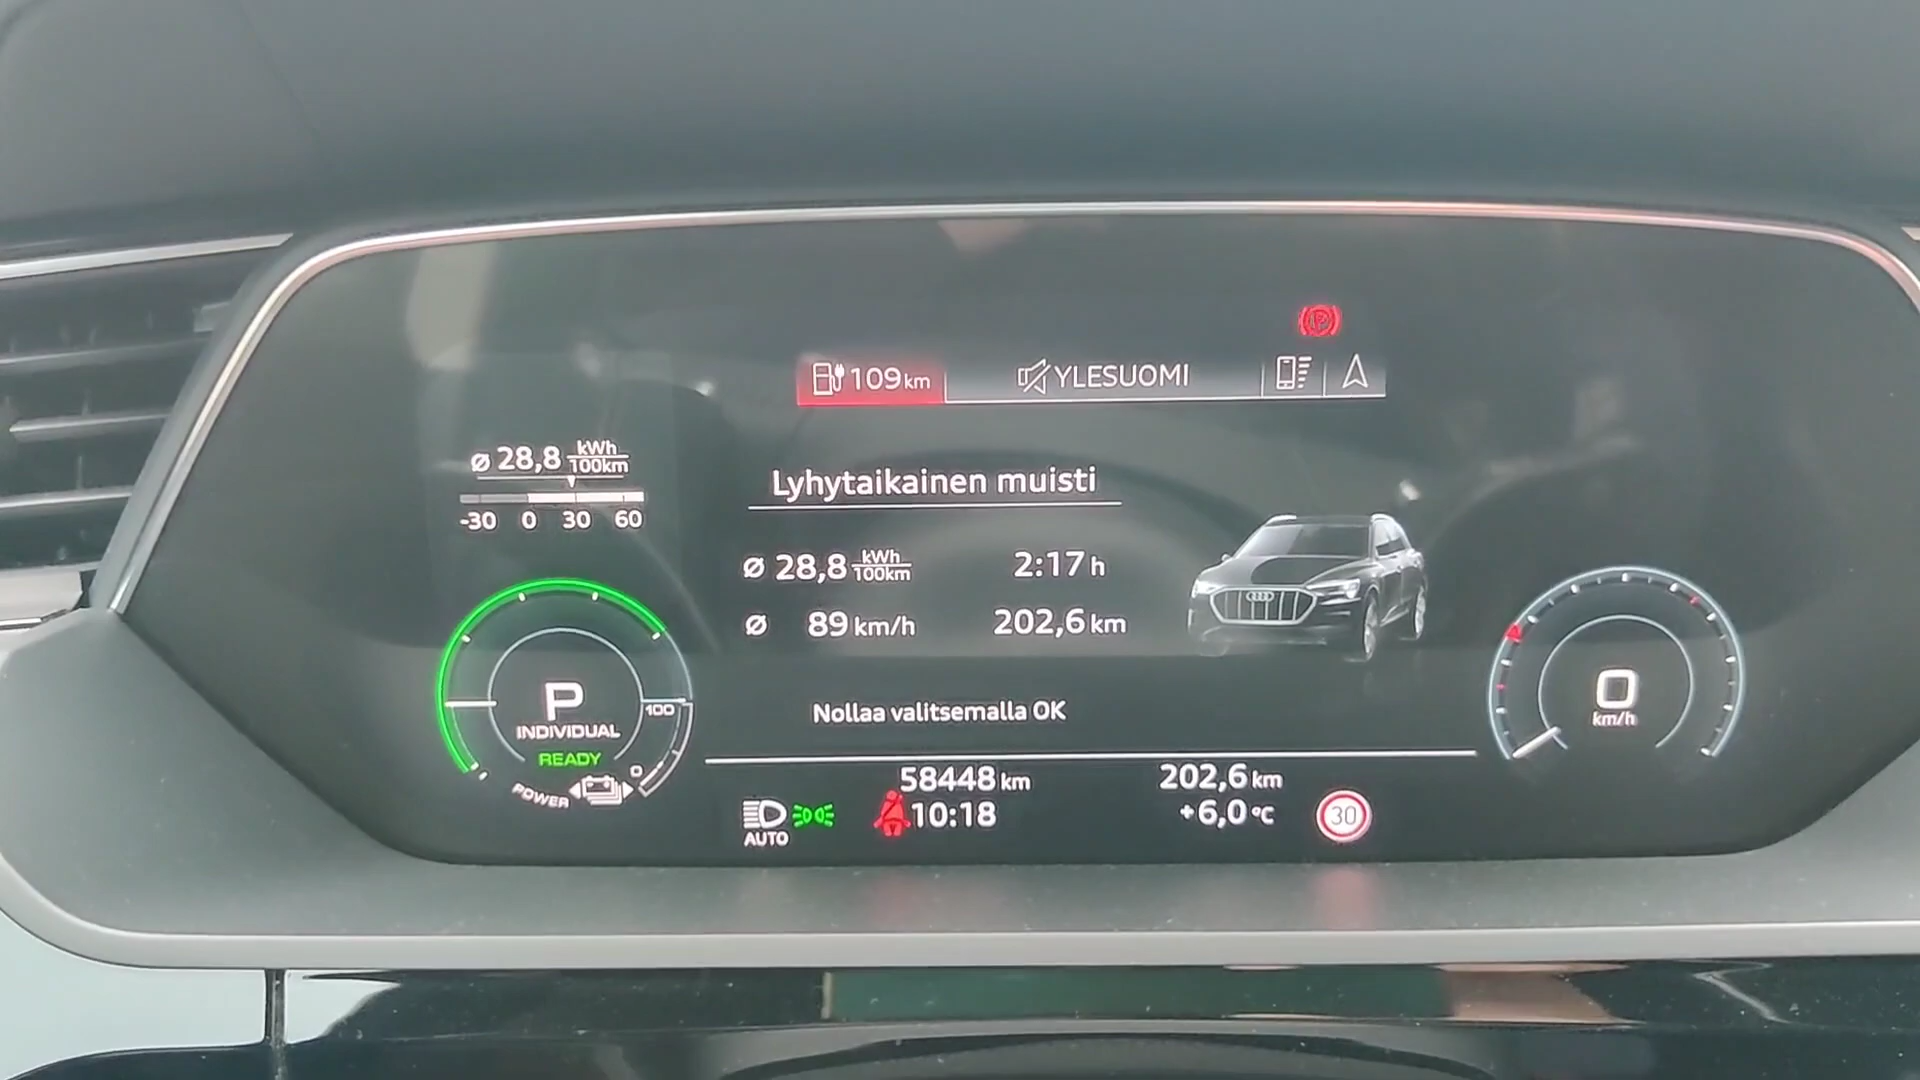 109 km
YLESUOMI
Ø 28,8 kWh/100km
-30 0 30 60
Lyhytaikainen muisti
Ø 28,8 kWh/100km 2:17 h
Ø 89 km/h 202,6 km
P
INDIVIDUAL
READY
100
0
POWER
0
km/h
Nollaa valitsemalla OK
58448 km 202,6 km
AUTO
10:18 +6,0 °C
30